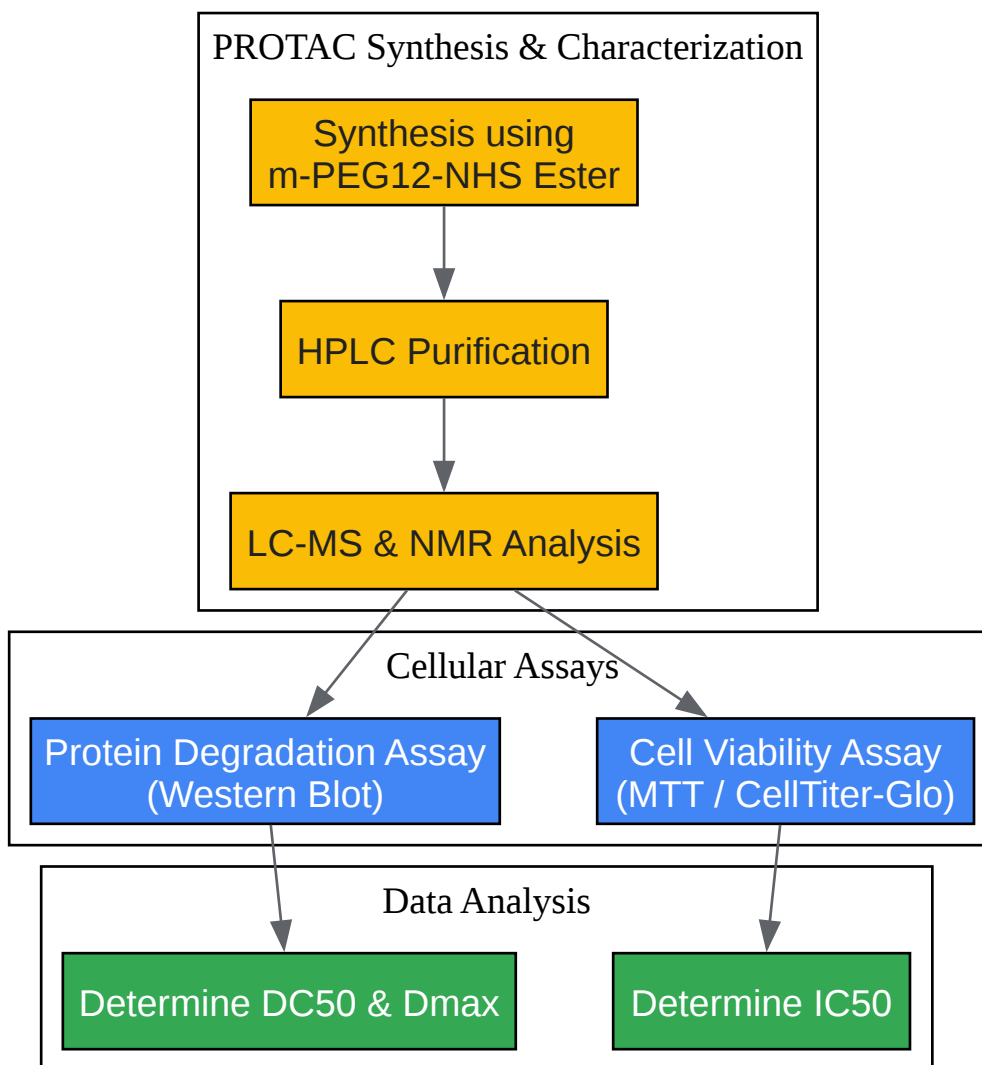 PROTAC Synthesis & Characterization
Synthesis using
m-PEG12-NHS Ester
HPLC Purification
LC-MS & NMR Analysis
Cellular Assays
Protein Degradation Assay
(Western Blot)
Cell Viability Assay
(MTT / CellTiter-Glo)
Data Analysis
Determine DC50 & Dmax
Determine IC50